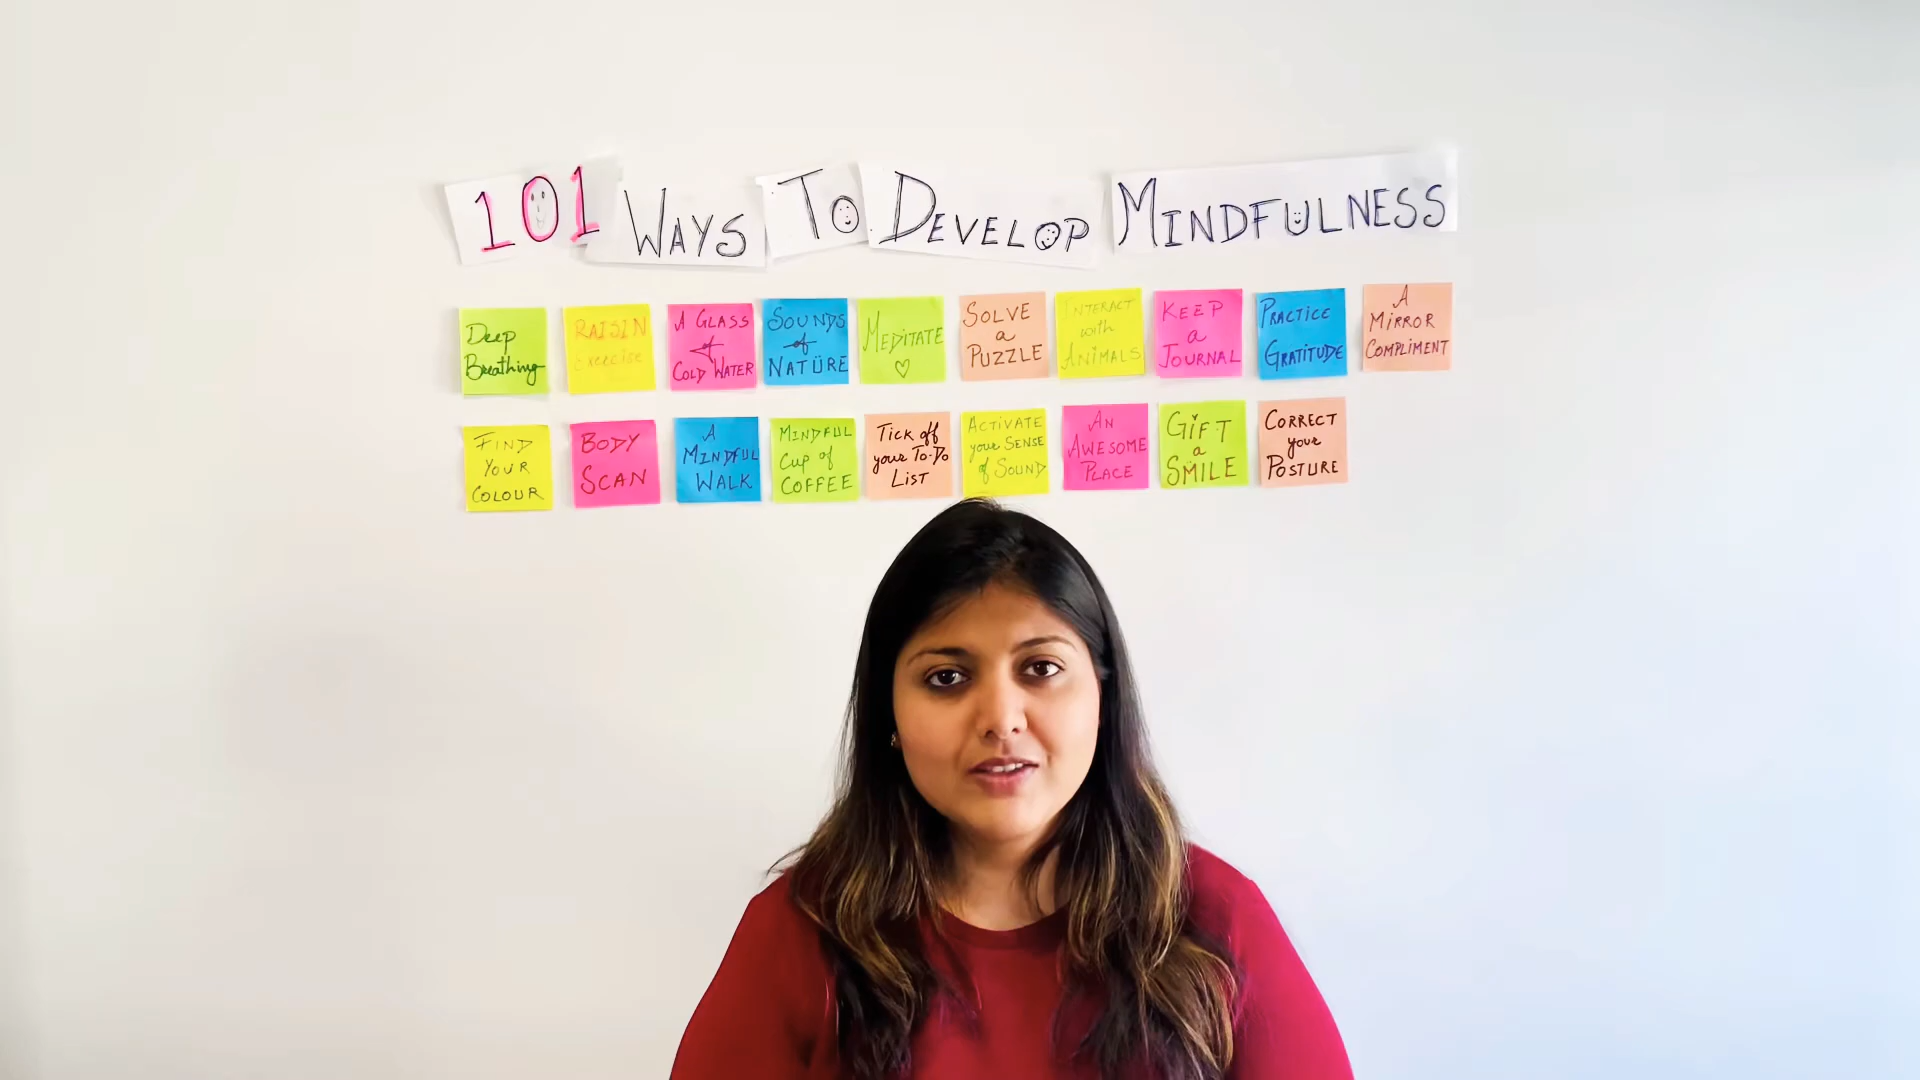 101 WAYS TO DEVELOP MINDFULNESS
Deep
Breathing
RAISIN
Exercise
A GLASS
of
COLD WATER
SOUNDS
of
NATURE
MEDITATE
SOLVE
a
PUZZLE
INTERACT
with
ANIMALS
KEEP
a
JOURNAL
PRACTICE
GRATITUDE
A
MIRROR
COMPLIMENT
FIND
YOUR
COLOUR
BODY
SCAN
A
MINDFUL
WALK
MINDFUL
Cup of
COFFEE
Tick off
your To-Do
LIST
ACTIVATE
your SENSE
of SOUND
AN
AWESOME
PLACE
GIFT
a
SMILE
CORRECT
your
POSTURE